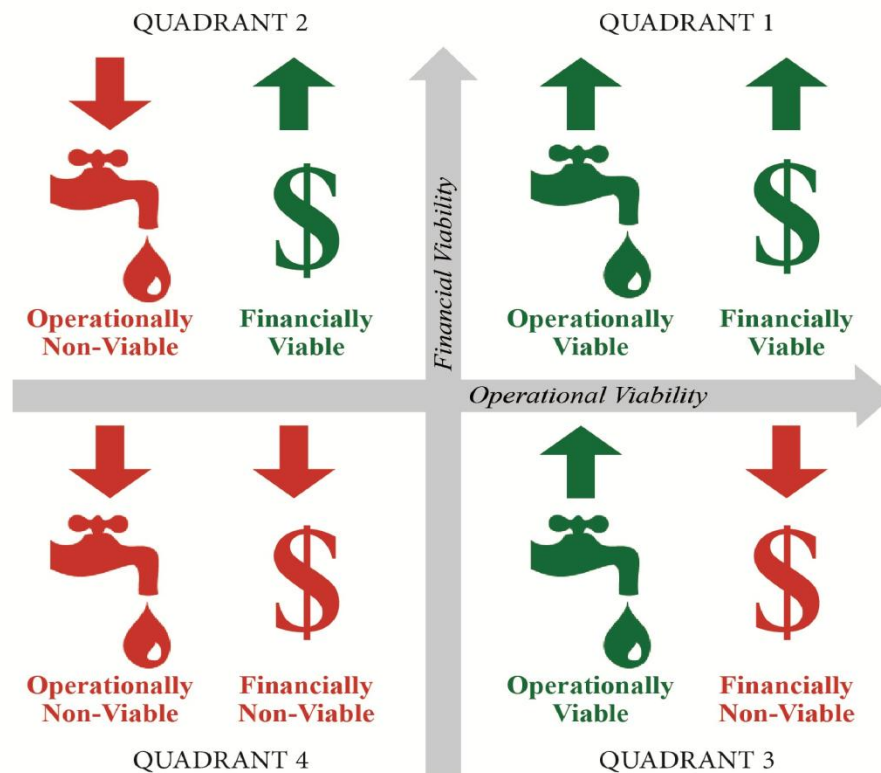 QUADRANT 2
QUADRANT 1
Operationally
Non-Viable
Financially
Viable
Financial Viability
Operationally
Viable
Financially
Viable
Operational Viability
Operationally
Non-Viable
Financially
Non-Viable
Operationally
Viable
Financially
Non-Viable
QUADRANT 4
QUADRANT 3